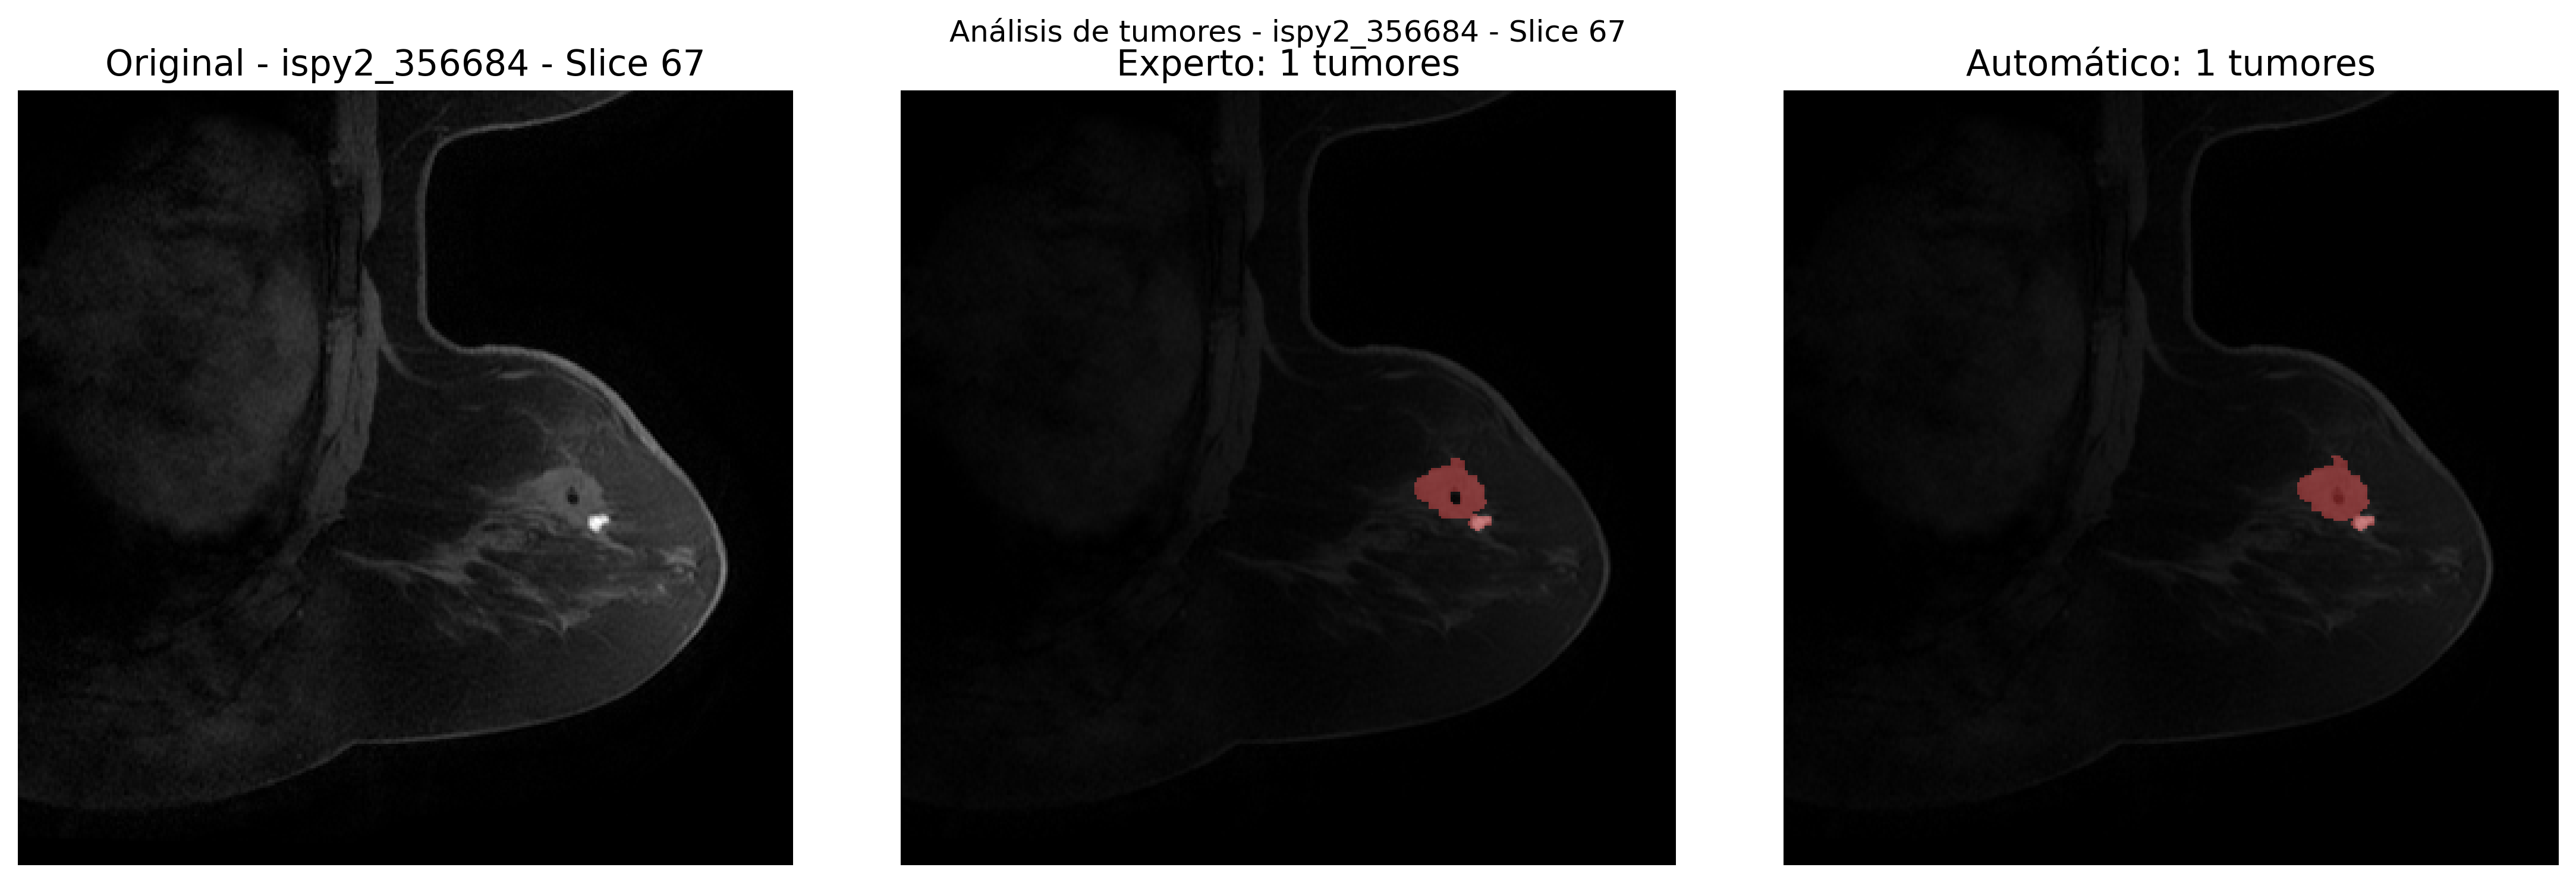 Análisis de tumores - ispy2_356684 - Slice 67
Original - ispy2_356684 - Slice 67
Experto: 1 tumores
Automático: 1 tumores